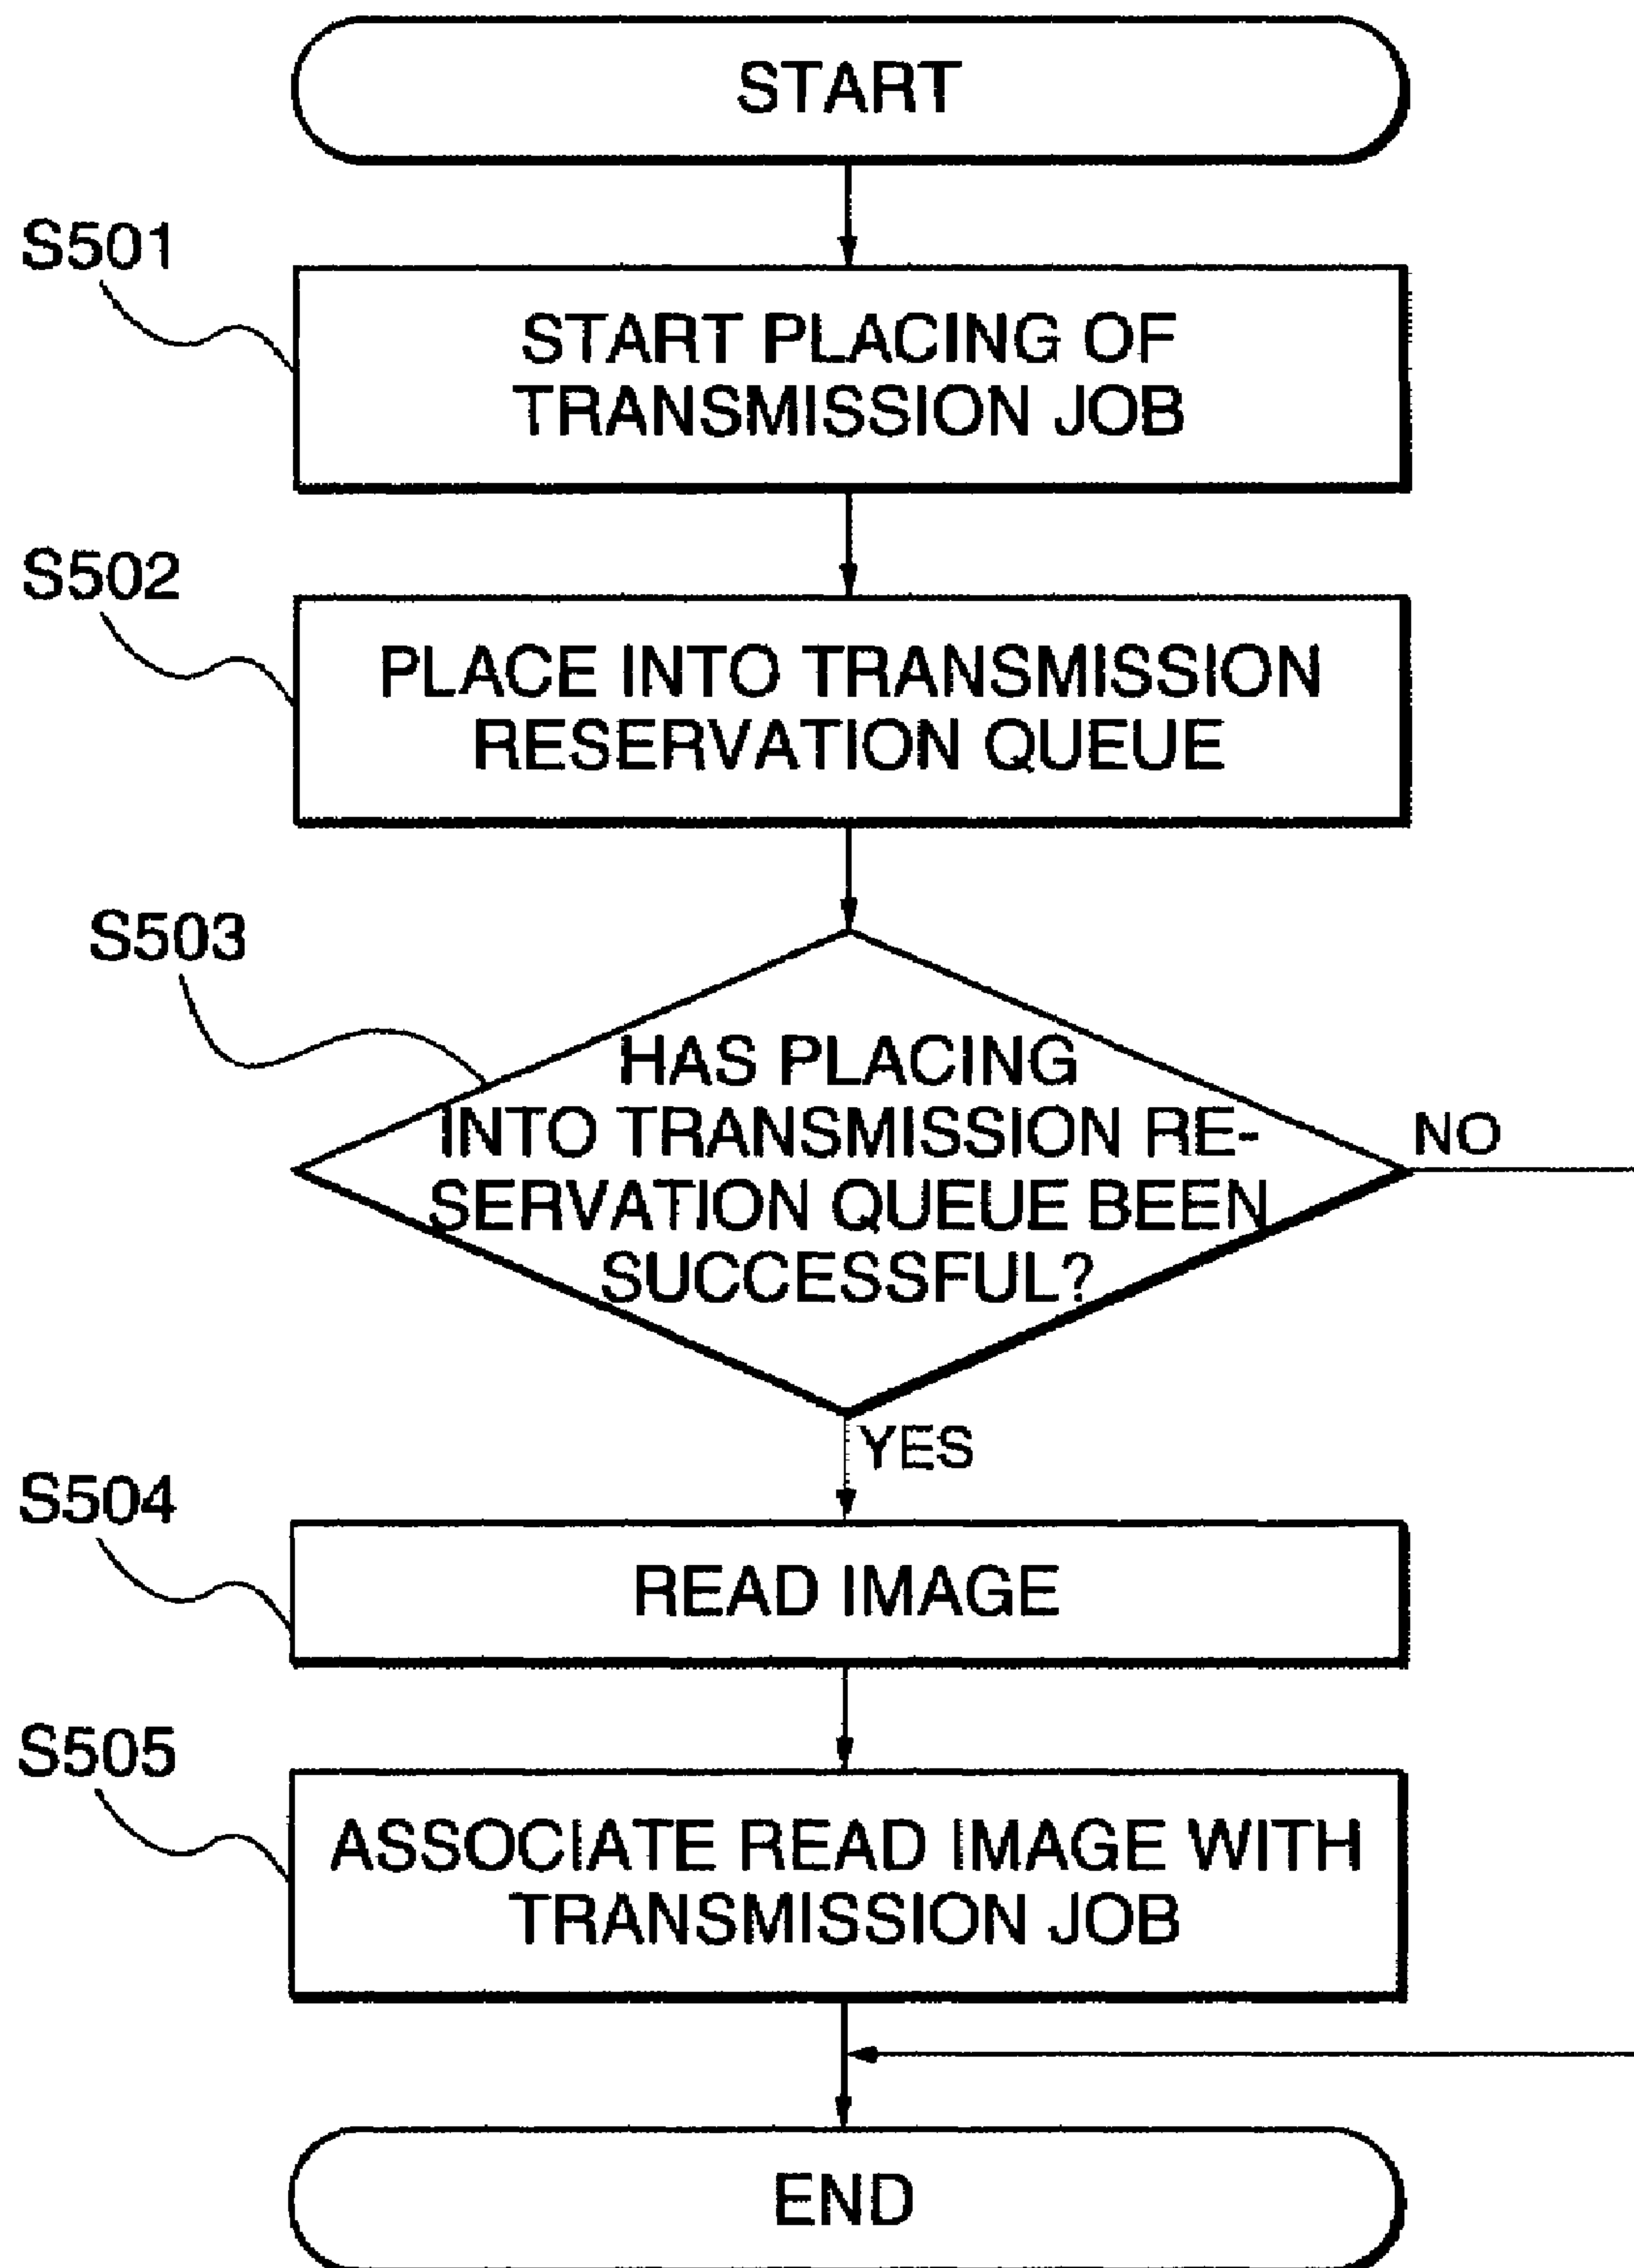 START
S501
START PLACING OF
TRANSMISSION JOB
S502
PLACE INTO TRANSMISSION
RESERVATION QUEUE
S503
HAS PLACING
INTO TRANSMISSION RE-
SERVATION QUEUE BEEN
SUCCESSFUL?
NO
YES
S504
READ IMAGE
S505
ASSOCIATE READ IMAGE WITH
TRANSMISSION JOB
END